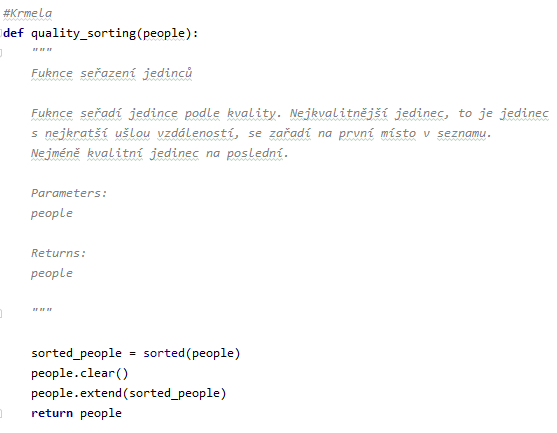 #Krmela
def quality_sorting(people):
"""
Fuknce seřazení jedinců
Fuknce seřadí jedince podle kvality. Nejkvalitnější jedinec, to je jedinec
s nejkratší ušlou vzdáleností, se zařadí na první místo v seznamu.
Nejméně kvalitní jedinec na poslední.
Parameters:
people
Returns:
people
"""
sorted_people = sorted(people)
people.clear()
people.extend(sorted_people)
return people